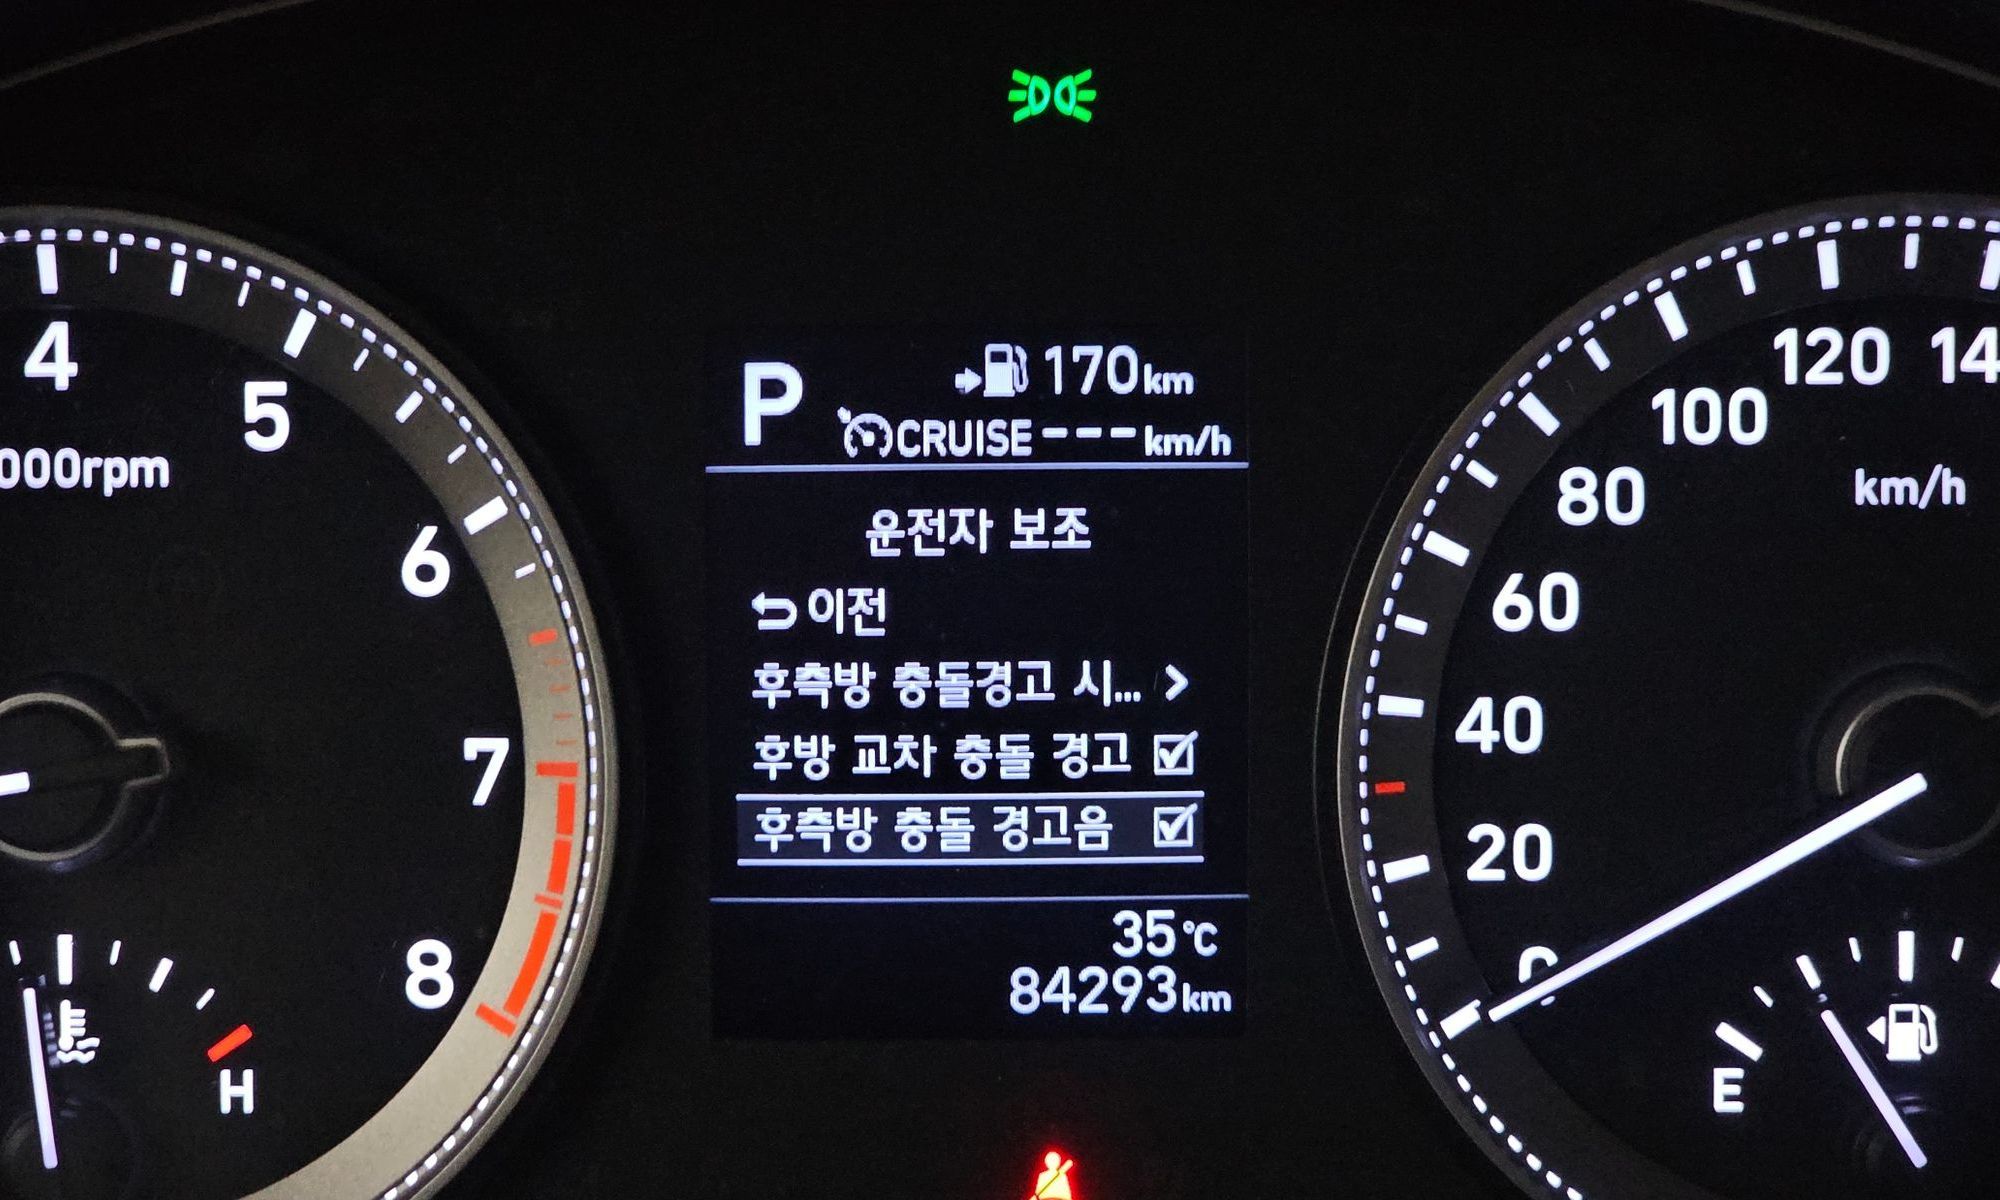 P
170km
CRUISE ---km/h
운전자 보조
이전
후측방 충돌경고 시...
후방 교차 충돌 경고
후측방 충돌 경고음
35℃
84293km
4
5
000rpm
6
7
8
H
14
120
100
km/h
80
60
40
20
0
E